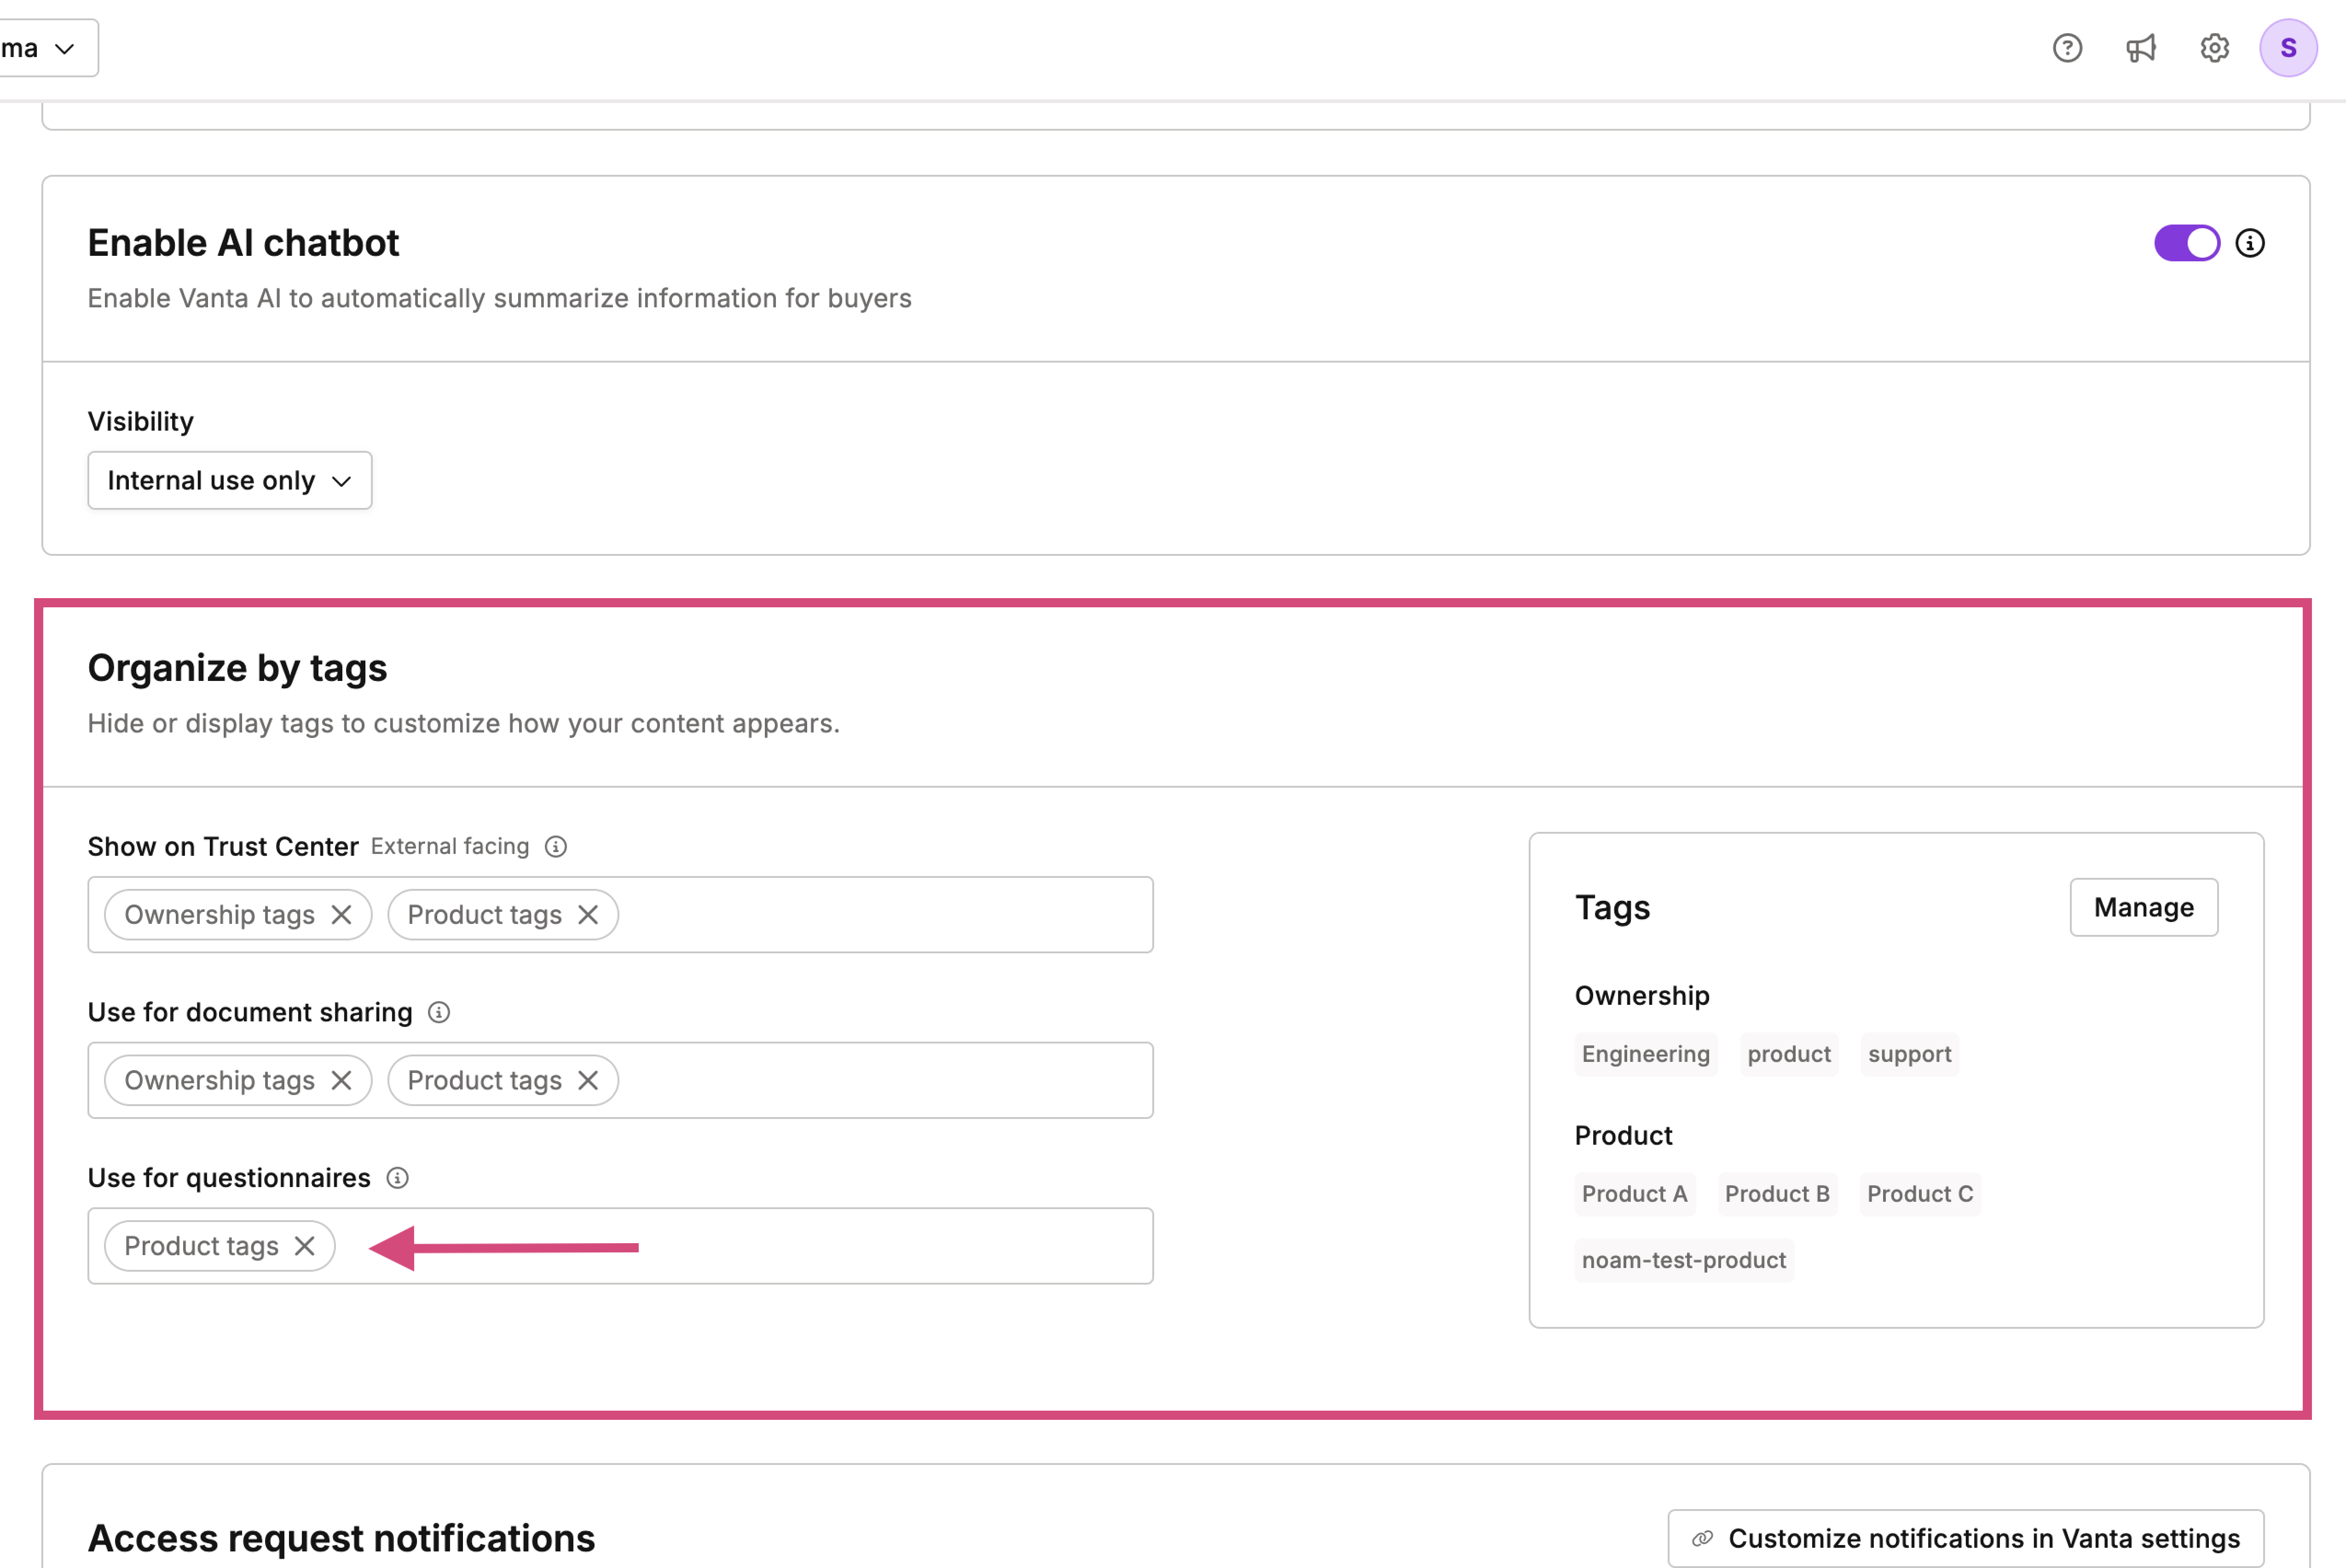 ma
S
Enable AI chatbot
Enable Vanta AI to automatically summarize information for buyers
Visibility
Internal use only
Organize by tags
Hide or display tags to customize how your content appears.
Show on Trust Center External facing
Ownership tags Product tags
Use for document sharing
Ownership tags Product tags
Use for questionnaires
Product tags
Tags
Manage
Ownership
Engineering product support
Product
Product A Product B Product C
noam-test-product
Access request notifications
Customize notifications in Vanta settings